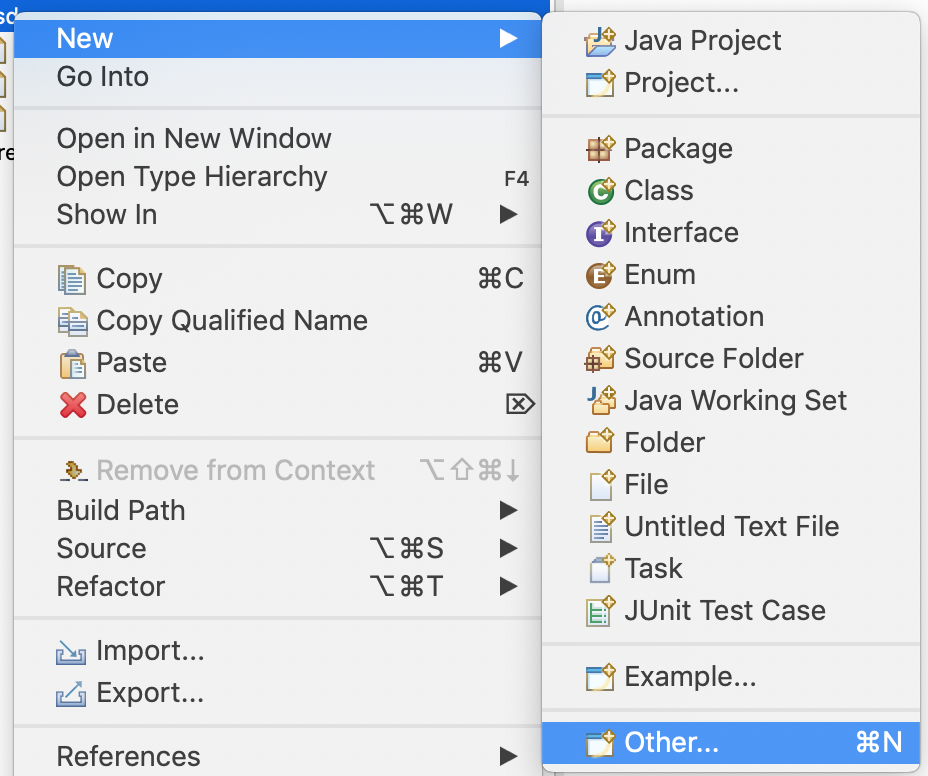 New
Go Into
Open in New Window
Open Type Hierarchy F4
Show In ⌥⌘W
Copy ⌘C
Copy Qualified Name
Paste ⌘V
Delete ⌦
Remove from Context ⌥⇧⌘↓
Build Path
Source ⌥⌘S
Refactor ⌥⌘T
Import...
Export...
References
Java Project
Project...
Package
Class
Interface
Enum
Annotation
Source Folder
Java Working Set
Folder
File
Untitled Text File
Task
JUnit Test Case
Example...
Other... ⌘N